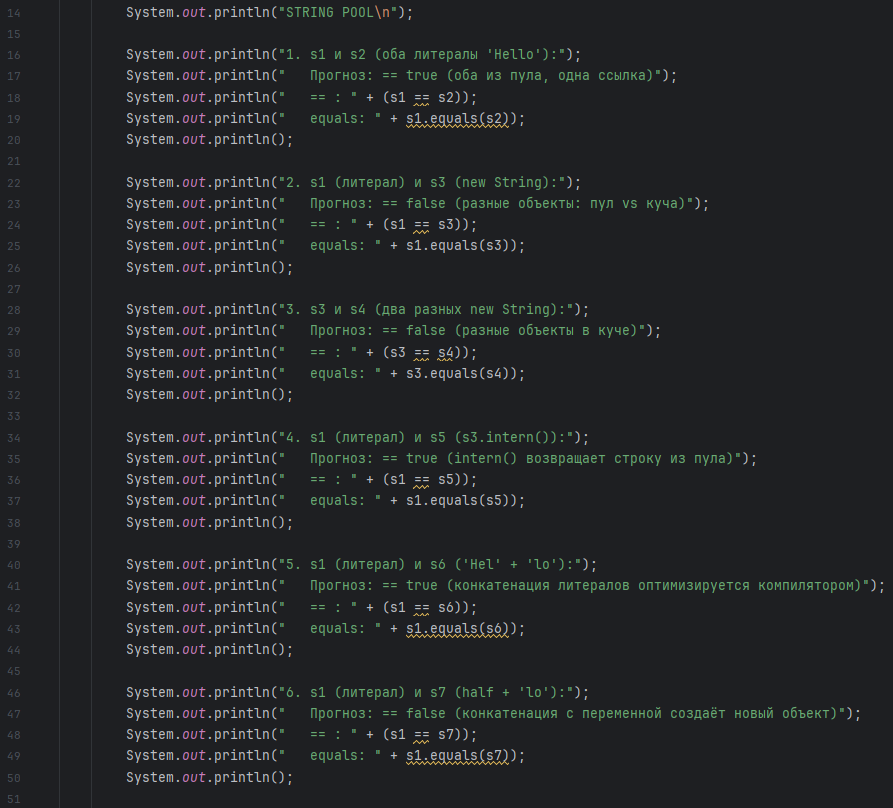 14 System.out.println("STRING POOL\n");
15
16 System.out.println("1. s1 и s2 (оба литералы 'Hello'):");
17 System.out.println("   Прогноз: == true (оба из пула, одна ссылка)");
18 System.out.println("   == : " + (s1 == s2));
19 System.out.println("   equals: " + s1.equals(s2));
20 System.out.println();
21
22 System.out.println("2. s1 (литерал) и s3 (new String):");
23 System.out.println("   Прогноз: == false (разные объекты: пул vs куча)");
24 System.out.println("   == : " + (s1 == s3));
25 System.out.println("   equals: " + s1.equals(s3));
26 System.out.println();
27
28 System.out.println("3. s3 и s4 (два разных new String):");
29 System.out.println("   Прогноз: == false (разные объекты в куче)");
30 System.out.println("   == : " + (s3 == s4));
31 System.out.println("   equals: " + s3.equals(s4));
32 System.out.println();
33
34 System.out.println("4. s1 (литерал) и s5 (s3.intern()):");
35 System.out.println("   Прогноз: == true (intern() возвращает строку из пула)");
36 System.out.println("   == : " + (s1 == s5));
37 System.out.println("   equals: " + s1.equals(s5));
38 System.out.println();
39
40 System.out.println("5. s1 (литерал) и s6 ('Hel' + 'lo'):");
41 System.out.println("   Прогноз: == true (конкатенация литералов оптимизируется компилятором)");
42 System.out.println("   == : " + (s1 == s6));
43 System.out.println("   equals: " + s1.equals(s6));
44 System.out.println();
45
46 System.out.println("6. s1 (литерал) и s7 (half + 'lo'):");
47 System.out.println("   Прогноз: == false (конкатенация с переменной создаёт новый объект)");
48 System.out.println("   == : " + (s1 == s7));
49 System.out.println("   equals: " + s1.equals(s7));
50 System.out.println();
51